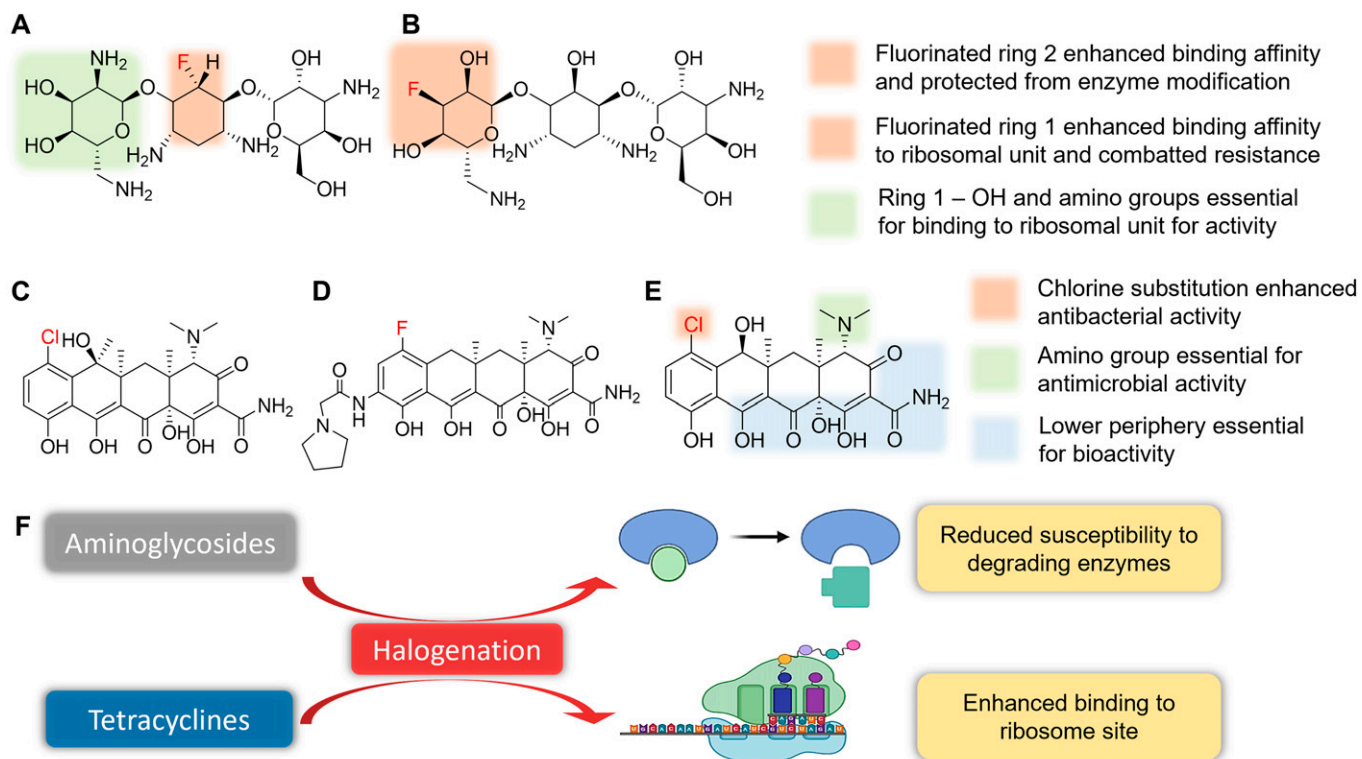 A
B
NH2
F
H
OH
HO
O
O
NH2
HO
O
O
H2N
NH2
OH
NH2
OH
OH
OH
OH
F
O
O
NH2
HO
O
O
H2N
NH2
OH
NH2
OH
Fluorinated ring 2 enhanced binding affinity
and protected from enzyme modification
Fluorinated ring 1 enhanced binding affinity
to ribosomal unit and combatted resistance
Ring 1 – OH and amino groups essential
for binding to ribosomal unit for activity
C
Cl
HO
N
O
NH2
OH
OH
O
OH
OH
O
D
F
N
O
O
N
H
N
NH2
OH
OH
O
OH
OH
O
E
Cl
OH
N
O
NH2
OH
OH
O
OH
OH
O
Chlorine substitution enhanced
antibacterial activity
Amino group essential for
antimicrobial activity
Lower periphery essential
for bioactivity
F
Aminoglycosides
Halogenation
Tetracyclines
Reduced susceptibility to
degrading enzymes
Enhanced binding to
ribosome site